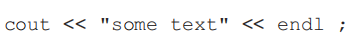 cout << "some text" << endl ;